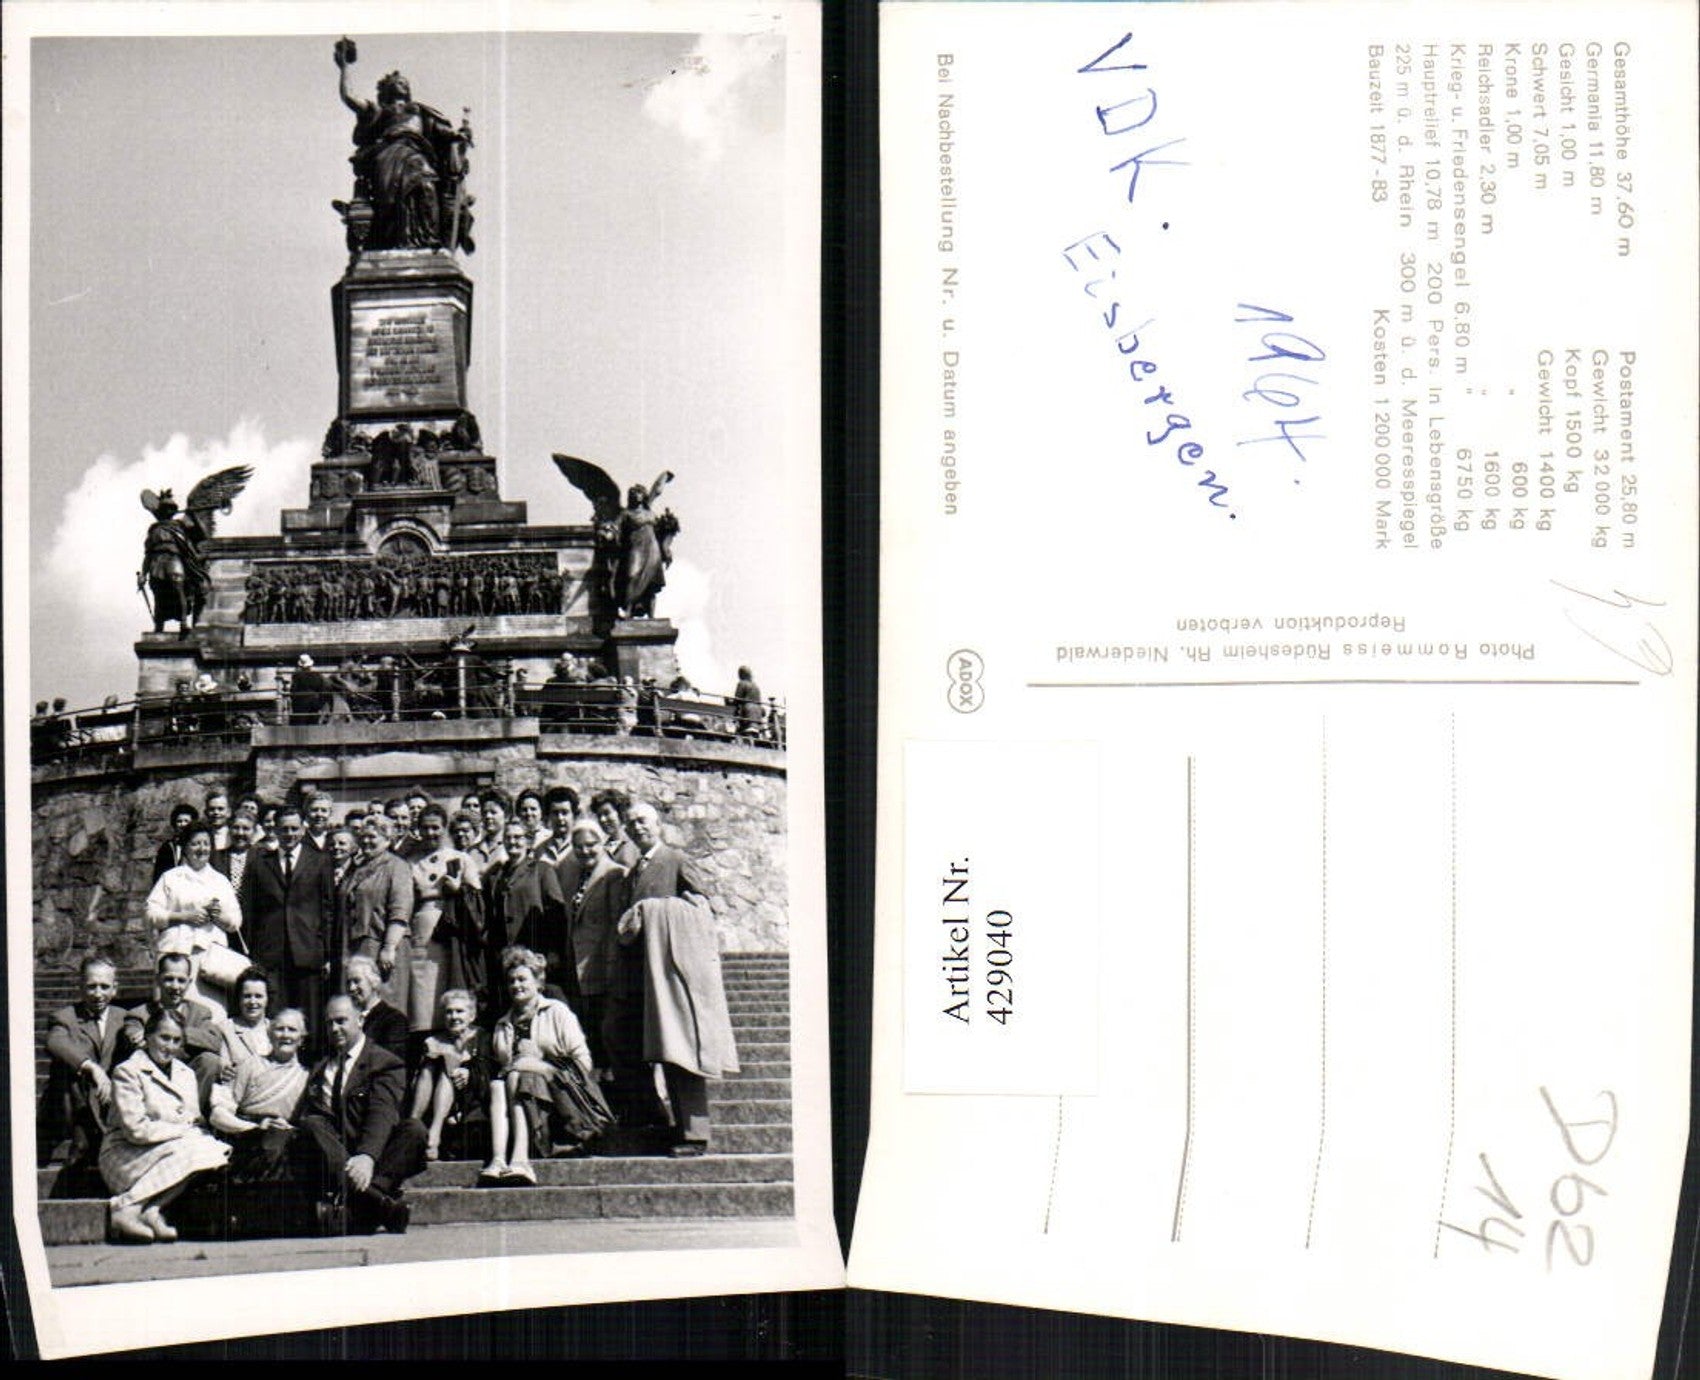 Gesamthöhe 37,60 m Postament 25,80 m
Germania 11,80 m Gewicht 32 000 kg
Gesicht 1,00 m Kopf 1500 kg
Schwert 7,05 m Gewicht 1400 kg
Krone 1,00 m " 600 kg
Reichsadler 2,30 m " 1600 kg
Krieg- u. Friedensengel 6,80 m " 6750 kg
Hauptrelief 10,78 m 200 Pers. in Lebensgröße
225 m ü. d. Rhein 300 m ü. d. Meeresspiegel
Bauzeit 1877-83 Kosten 1 200 000 Mark
VDK.
Eisbergen.
1964.
Bei Nachbestellung Nr. u. Datum angeben
Photo Rommeiss Rüdesheim Rh. Niederwald
Reproduktion verboten
ADOX
Artikel Nr.
429040
D62
14